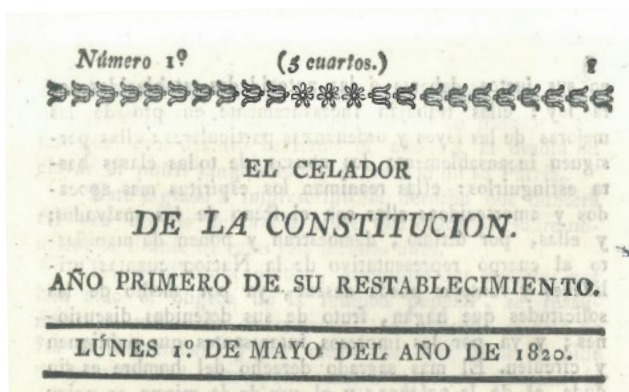 Número 1º (5 cuartos.)
EL CELADOR
DE LA CONSTITUCION.
AÑO PRIMERO DE SU RESTABLECIMIENTO.
LÚNES 1º. DE MAYO DEL AÑO DE 1820.